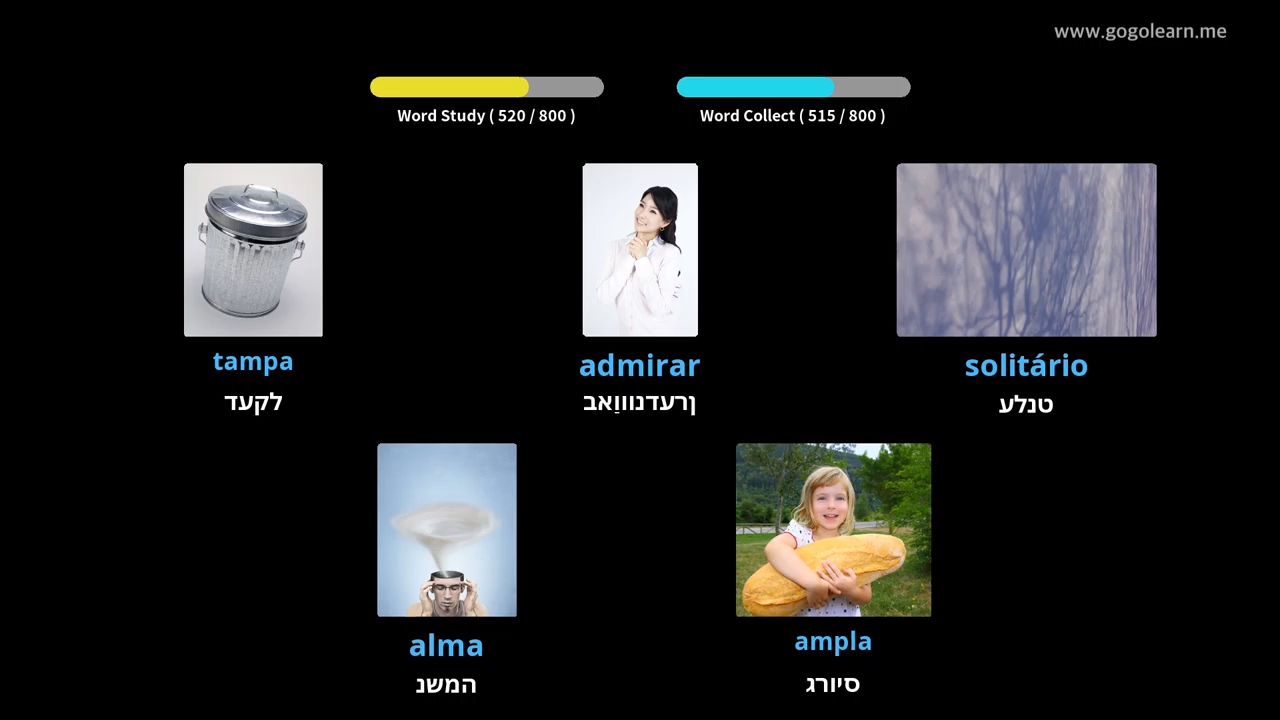 www.gogolearn.me
Word Study ( 520 / 800 )
Word Collect ( 515 / 800 )
tampa
לקעד
admirar
ןרעדנוווַאב
solitário
טנלע
alma
המשנ
ampla
סיורג